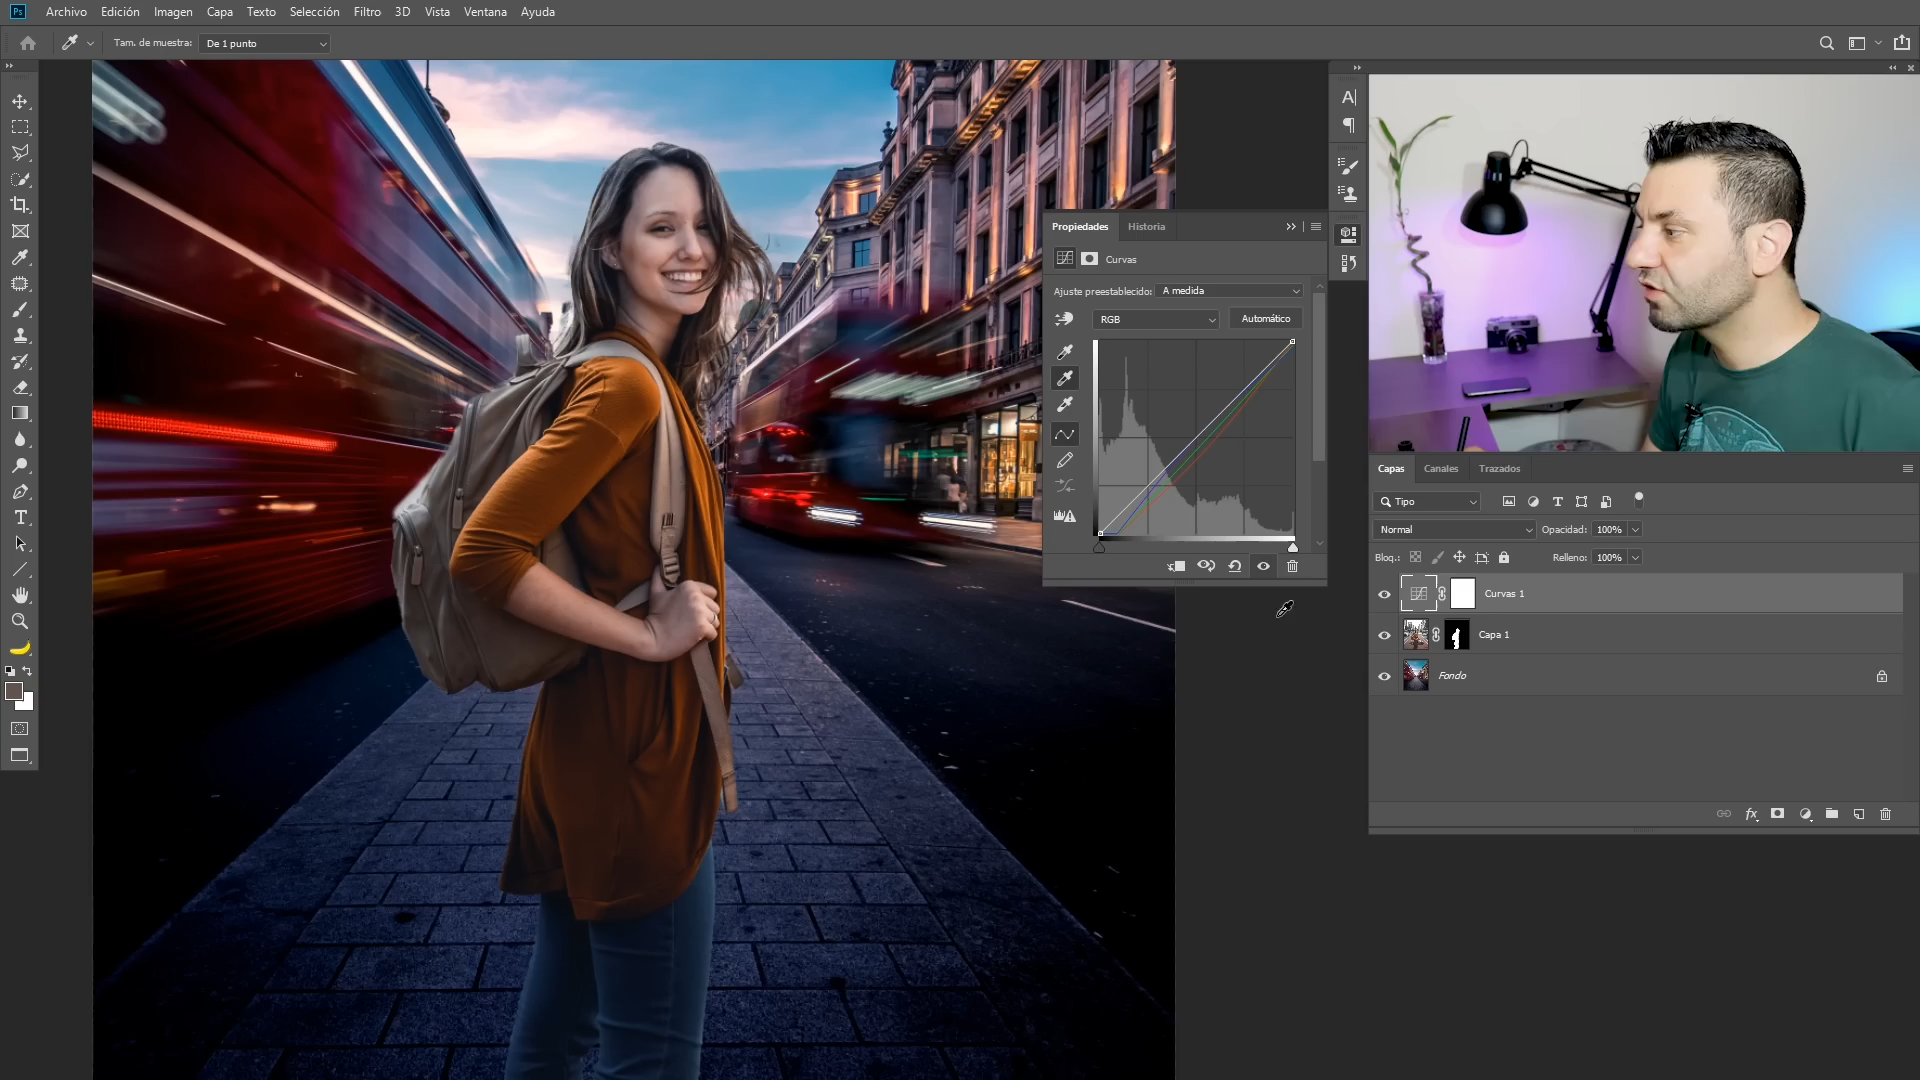 Ps Archivo Edición Imagen Capa Texto Selección Filtro 3D Vista Ventana Ayuda
Tam. de muestra: De 1 punto
Propiedades Historia
Curvas
Ajuste preestablecido: A medida
RGB Automático
Capas Canales Trazados
Tipo
Normal Opacidad: 100%
Bloq.: Relleno: 100%
Curvas 1
Capa 1
Fondo